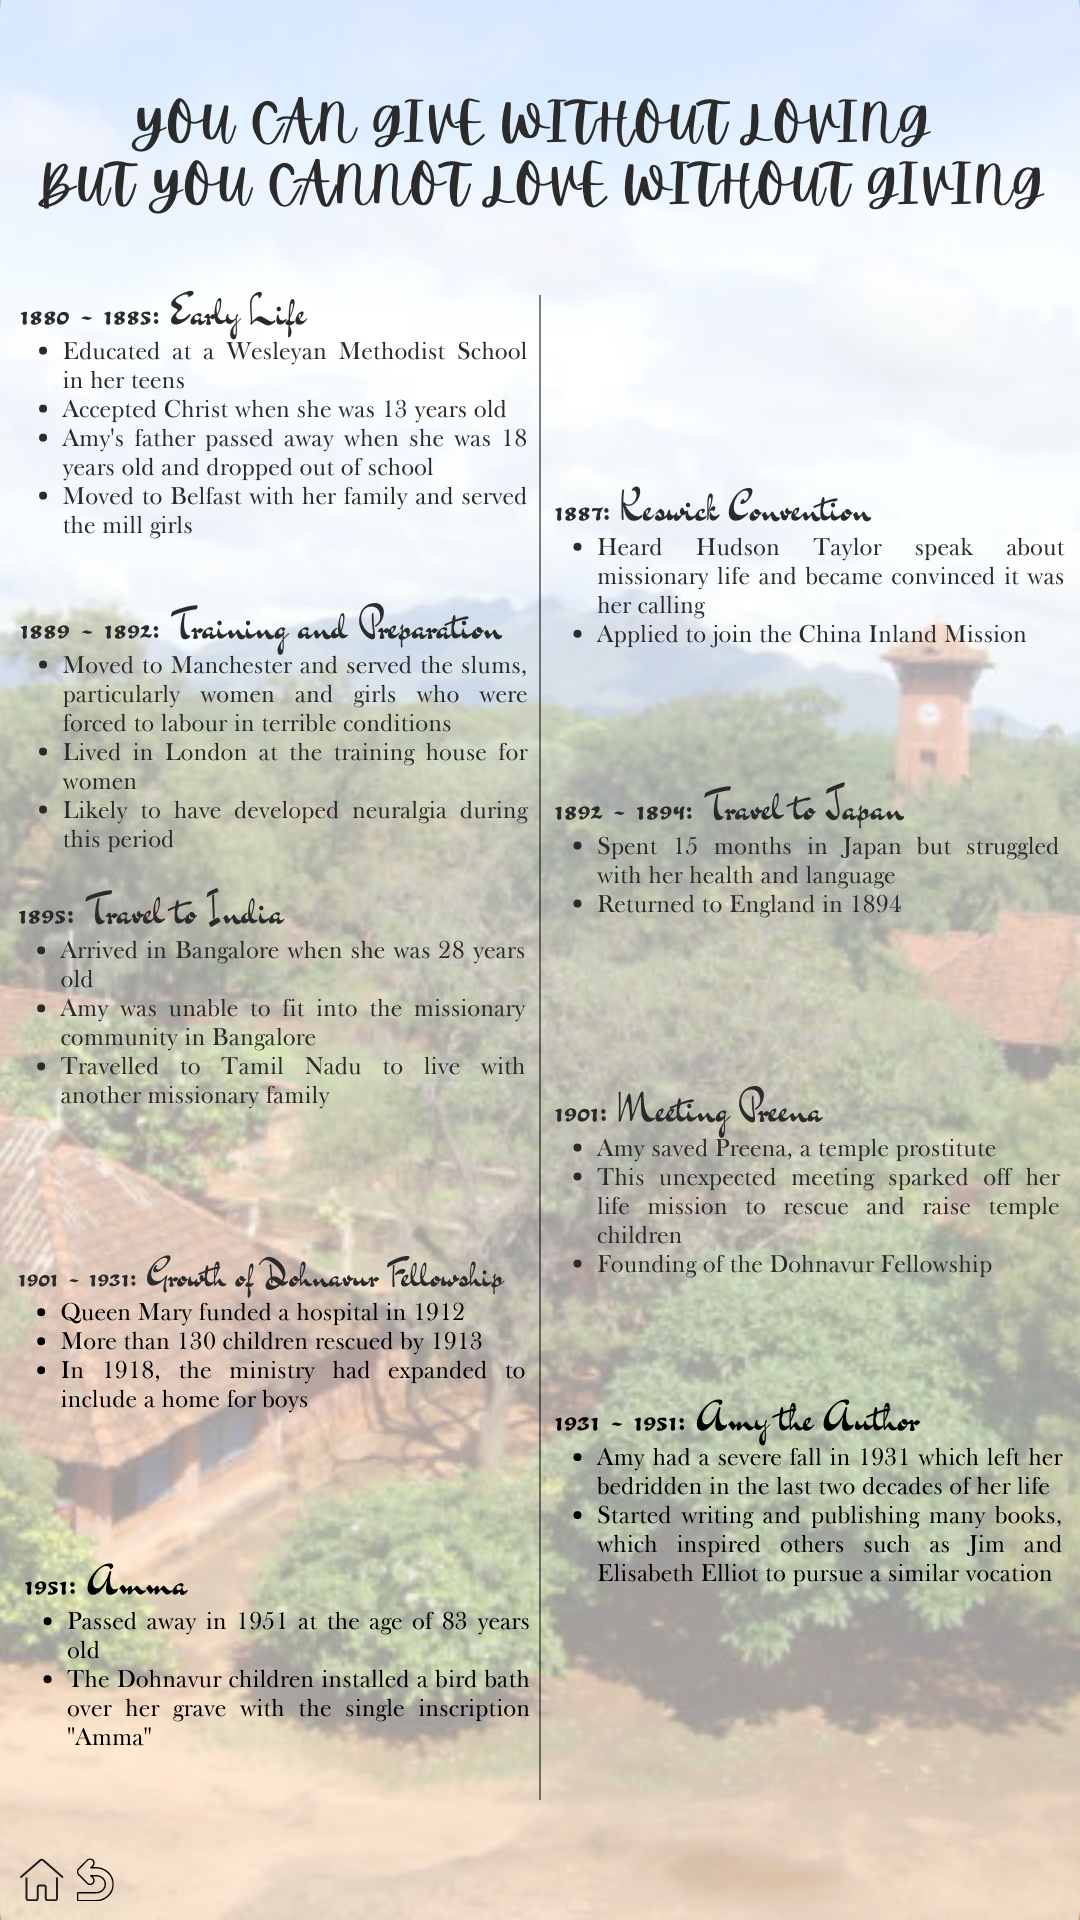 YOU CAN GIVE WITHOUT LOVING
BUT YOU CANNOT LOVE WITHOUT GIVING
1880 - 1885: Early Life
• Educated at a Wesleyan Methodist School
in her teens
• Accepted Christ when she was 13 years old
• Amy's father passed away when she was 18
years old and dropped out of school
• Moved to Belfast with her family and served
the mill girls
1887: Keswick Convention
• Heard Hudson Taylor speak about
missionary life and became convinced it was
her calling
• Applied to join the China Inland Mission
1889 - 1892: Training and Preparation
• Moved to Manchester and served the slums,
particularly women and girls who were
forced to labour in terrible conditions
• Lived in London at the training house for
women
• Likely to have developed neuralgia during
this period
1892 - 1894: Travel to Japan
• Spent 15 months in Japan but struggled
with her health and language
• Returned to England in 1894
1895: Travel to India
• Arrived in Bangalore when she was 28 years
old
• Amy was unable to fit into the missionary
community in Bangalore
• Travelled to Tamil Nadu to live with
another missionary family
1901: Meeting Preena
• Amy saved Preena, a temple prostitute
• This unexpected meeting sparked off her
life mission to rescue and raise temple
children
• Founding of the Dohnavur Fellowship
1901 - 1931: Growth of Dohnavur Fellowship
• Queen Mary funded a hospital in 1912
• More than 130 children rescued by 1913
• In 1918, the ministry had expanded to
include a home for boys
1931 - 1951: Amy the Author
• Amy had a severe fall in 1931 which left her
bedridden in the last two decades of her life
• Started writing and publishing many books,
which inspired others such as Jim and
Elisabeth Elliot to pursue a similar vocation
1951: Amma
• Passed away in 1951 at the age of 83 years
old
• The Dohnavur children installed a bird bath
over her grave with the single inscription
"Amma"